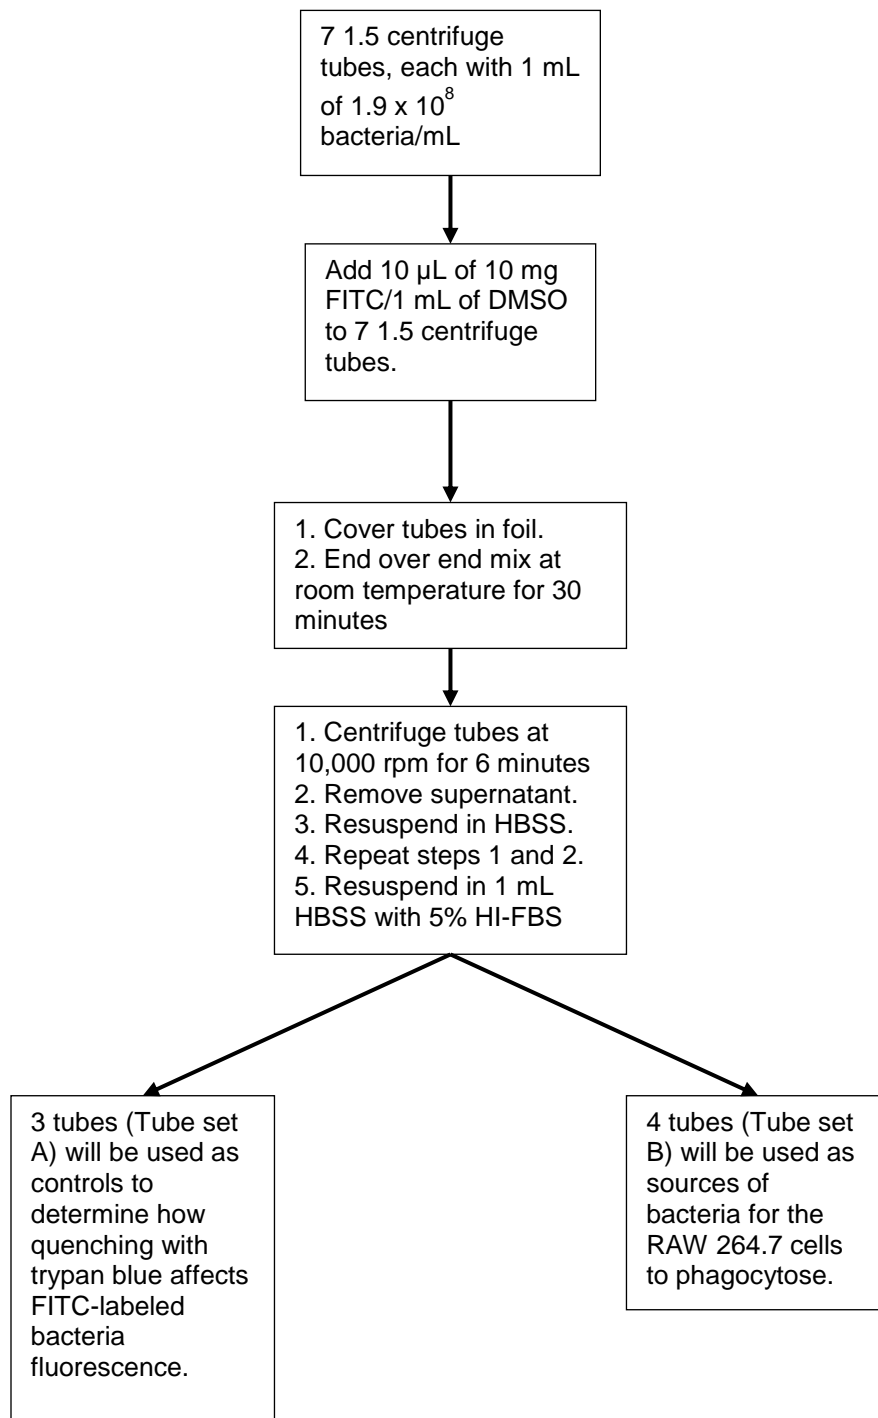 7 1.5 centrifuge
tubes, each with 1 mL
of 1.9 x 10⁸
bacteria/mL
Add 10 µL of 10 mg
FITC/1 mL of DMSO
to 7 1.5 centrifuge
tubes.
1. Cover tubes in foil.
2. End over end mix at
room temperature for 30
minutes
1. Centrifuge tubes at
10,000 rpm for 6 minutes
2. Remove supernatant.
3. Resuspend in HBSS.
4. Repeat steps 1 and 2.
5. Resuspend in 1 mL
HBSS with 5% HI-FBS
3 tubes (Tube set
A) will be used as
controls to
determine how
quenching with
trypan blue affects
FITC-labeled
bacteria
fluorescence.
4 tubes (Tube set
B) will be used as
sources of
bacteria for the
RAW 264.7 cells
to phagocytose.